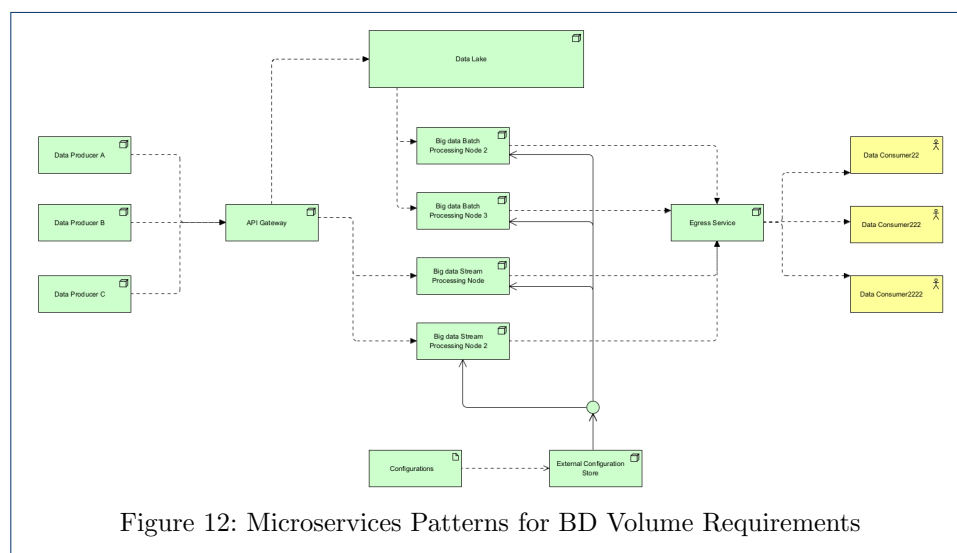 Data Lake
Big data Batch
Processing Node 2
Data Producer A
Data Consumer22
Big data Batch
Processing Node 3
Data Producer B
API Gateway
Egress Service
Data Consumer222
Big data Stream
Processing Node
Data Producer C
Data Consumer2222
Big data Stream
Processing Node 2
Configurations
External Configuration
Store
Figure 12: Microservices Patterns for BD Volume Requirements